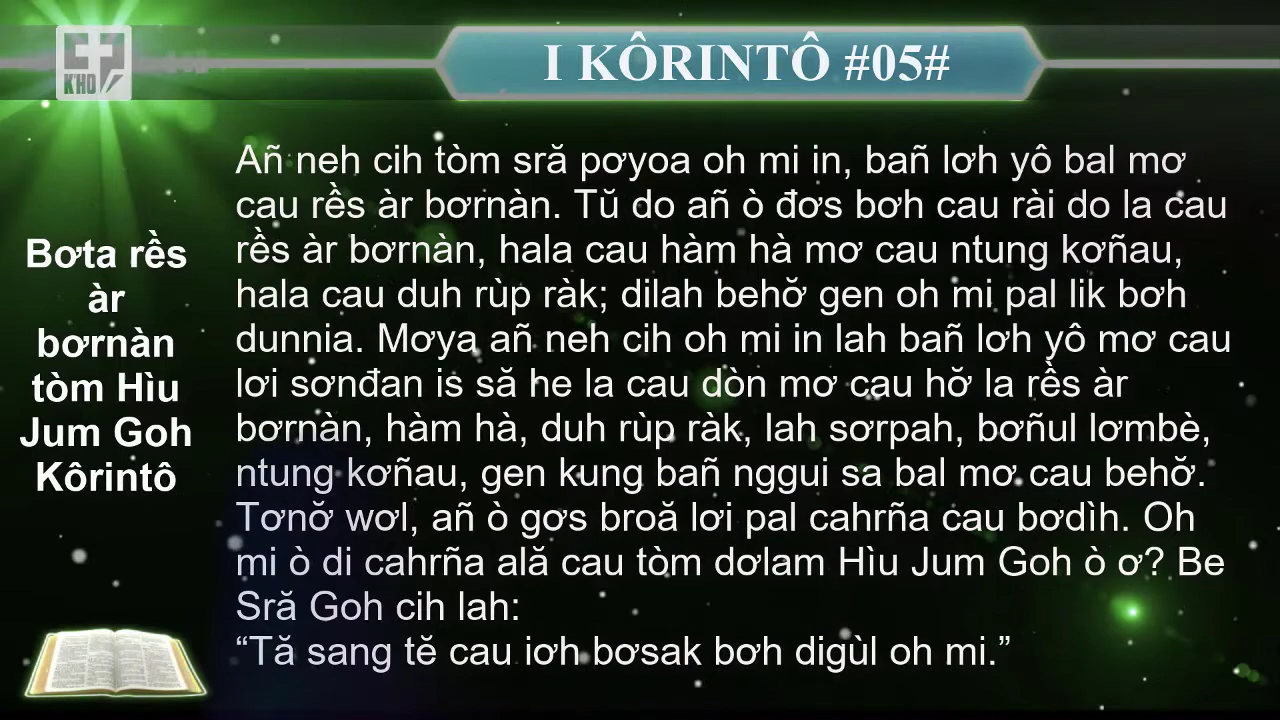 K'HO
I KÔRINTÔ #05#
Bơta rềs
àr
bơrnàn
tòm Hìu
Jum Goh
Kôrintô
Añ neh cih tòm sră pơyoa oh mi in, bañ lơh yô bal mơ
cau rềs àr bơrnàn. Tŭ do añ ò đơs bơh cau rài do la cau
rềs àr bơrnàn, hala cau hàm hà mơ cau ntung kơñau,
hala cau duh rùp ràk; dilah behơ̆ gen oh mi pal lik bơh
dunnia. Mơya añ neh cih oh mi in lah bañ lơh yô mơ cau
lơi sơnđan is să he la cau dòn mơ cau hơ̆ la rềs àr
bơrnàn, hàm hà, duh rùp ràk, lah sơrpah, bơñul lơmbè,
ntung kơñau, gen kung bañ nggui sa bal mơ cau behơ̆.
Tơnơ̆ wơl, añ ò gơs broă lơi pal cahrña cau bơdìh. Oh
mi ò di cahrña ală cau tòm dơlam Hìu Jum Goh ò ơ? Be
Sră Goh cih lah:
“Tă sang tĕ cau iơh bơsak bơh digùl oh mi.”